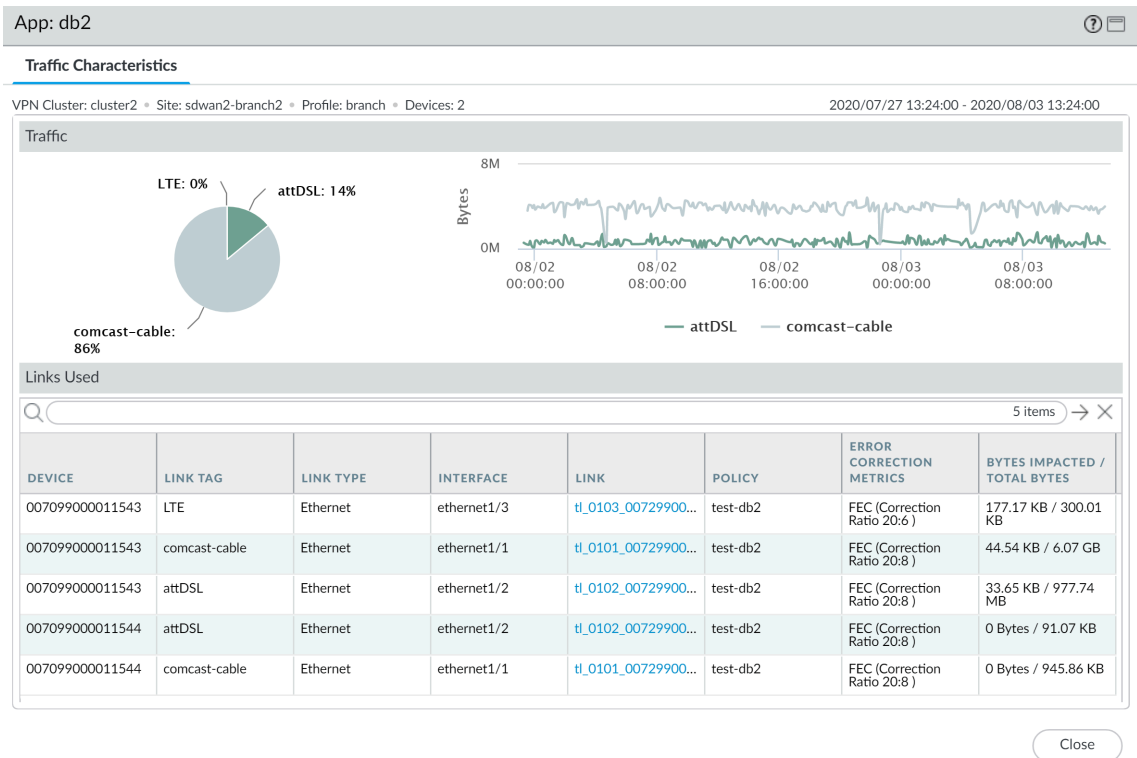 App: db2
Traffic Characteristics
VPN Cluster: cluster2 • Site: sdwan2-branch2 • Profile: branch • Devices: 2
2020/07/27 13:24:00 - 2020/08/03 13:24:00
Traffic
LTE: 0%
attDSL: 14%
comcast-cable:
86%
8M
Bytes
0M
08/02 08/02 08/02 08/03 08/03
00:00:00 08:00:00 16:00:00 00:00:00 08:00:00
attDSL comcast-cable
Links Used
5 items
DEVICE LINK TAG LINK TYPE INTERFACE LINK POLICY ERROR CORRECTION METRICS BYTES IMPACTED / TOTAL BYTES
007099000011543 LTE Ethernet ethernet1/3 tl_0103_00729900... test-db2 FEC (Correction Ratio 20:6 ) 177.17 KB / 300.01 KB
007099000011543 comcast-cable Ethernet ethernet1/1 tl_0101_00729900... test-db2 FEC (Correction Ratio 20:8 ) 44.54 KB / 6.07 GB
007099000011543 attDSL Ethernet ethernet1/2 tl_0102_00729900... test-db2 FEC (Correction Ratio 20:8 ) 33.65 KB / 977.74 MB
007099000011544 attDSL Ethernet ethernet1/2 tl_0102_00729900... test-db2 FEC (Correction Ratio 20:8 ) 0 Bytes / 91.07 KB
007099000011544 comcast-cable Ethernet ethernet1/1 tl_0101_00729900... test-db2 FEC (Correction Ratio 20:8 ) 0 Bytes / 945.86 KB
Close